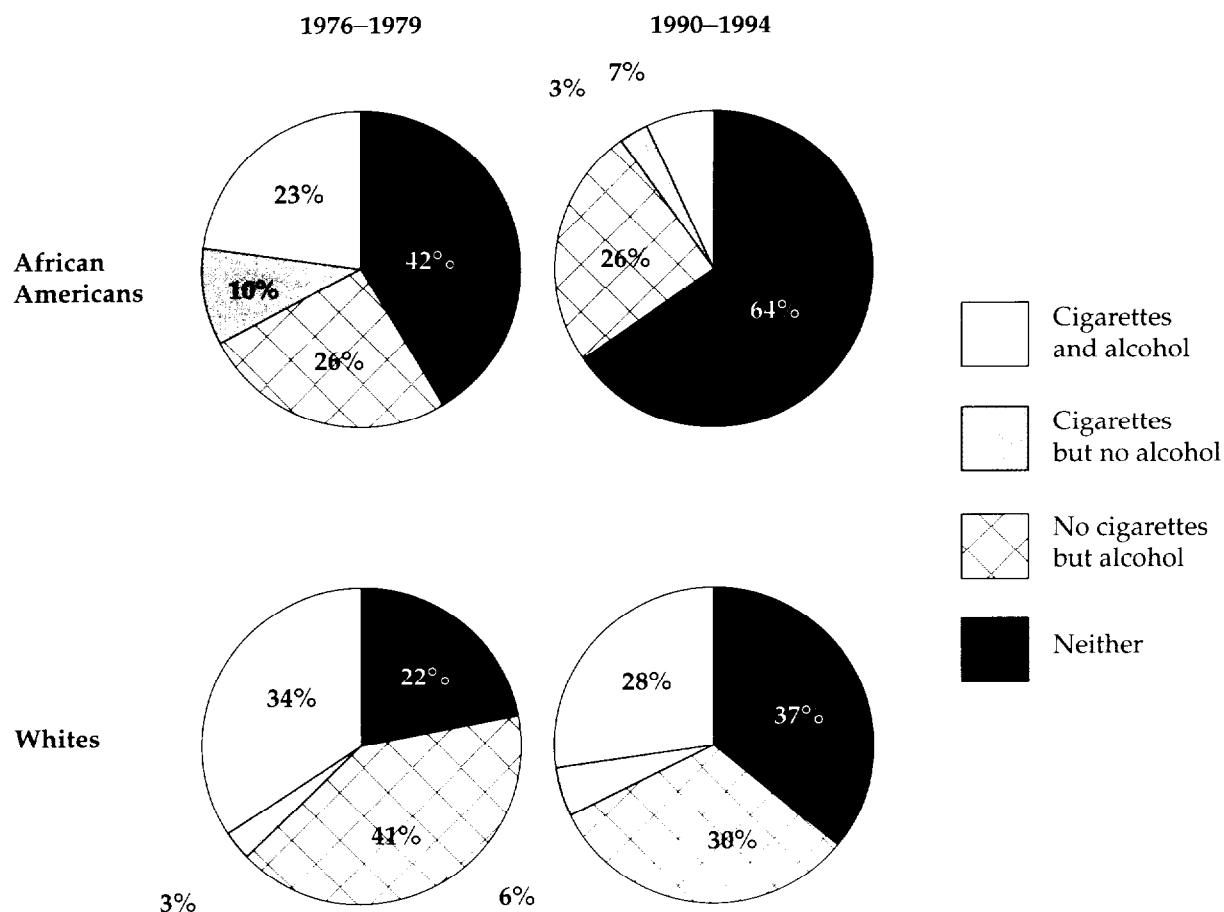 1976–1979
1990–1994
3%
7%
23%
42%
10%
26%
26%
64%
African
Americans
Cigarettes
and alcohol
Cigarettes
but no alcohol
No cigarettes
but alcohol
Neither
34%
22%
41%
3%
28%
37%
30%
6%
Whites